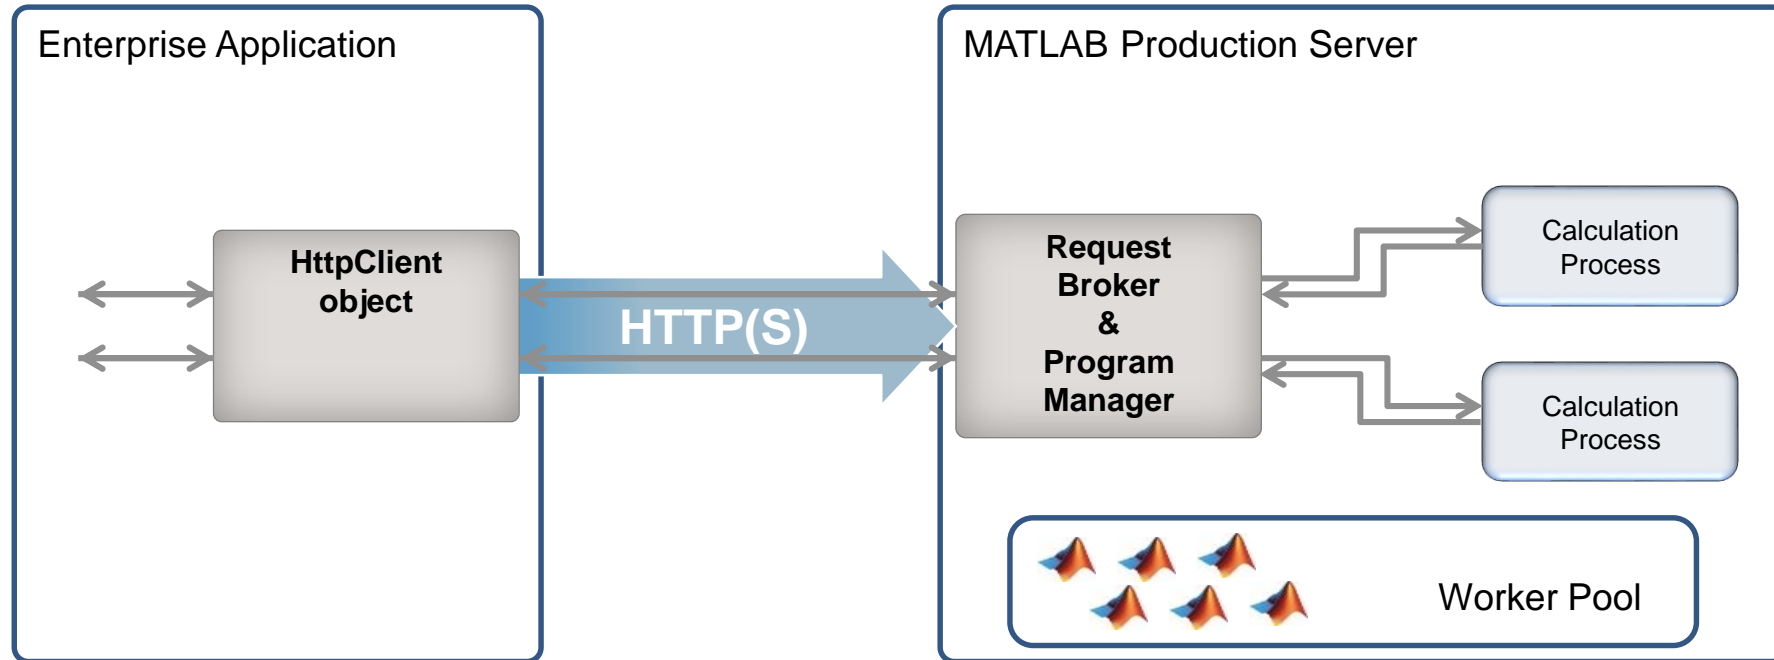 Enterprise Application
MATLAB Production Server
HttpClient
object
HTTP(S)
Request
Broker
&
Program
Manager
Calculation
Process
Calculation
Process
Worker Pool